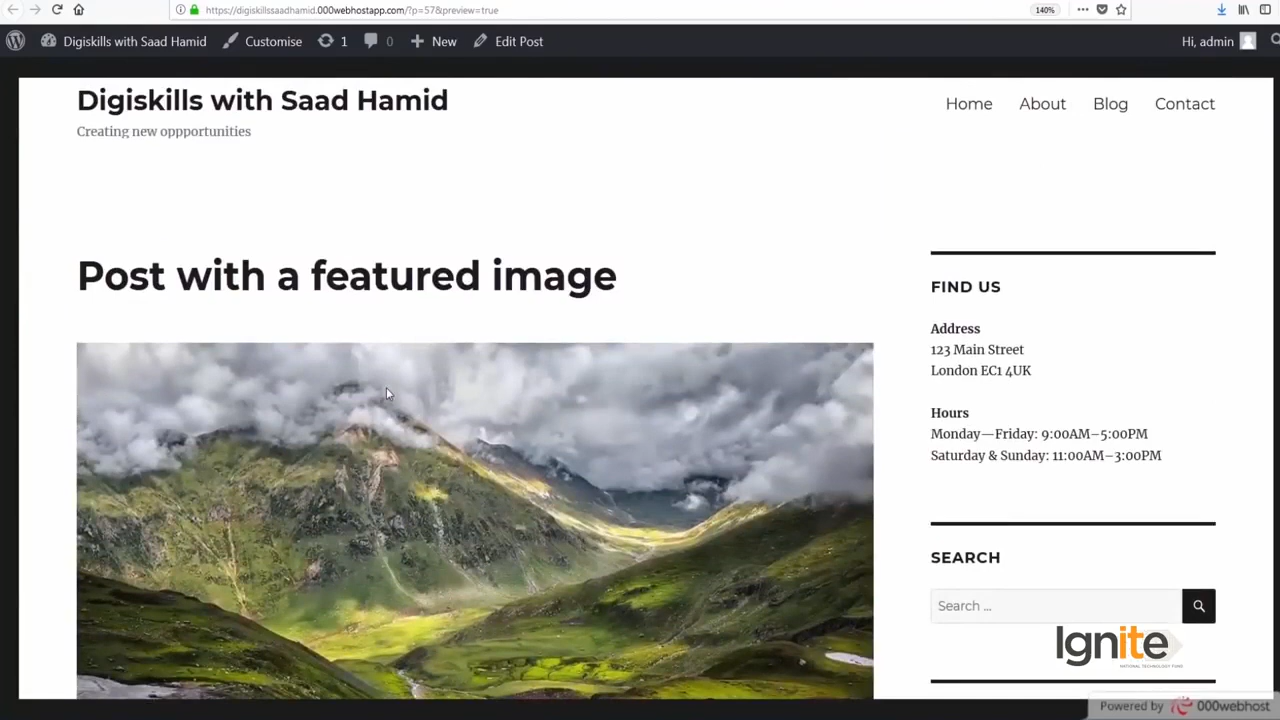 https://digiskillssaadhamid.000webhostapp.com/?p=57&preview=true
140%
Digiskills with Saad Hamid
Customise
1
0
New
Edit Post
Hi, admin
Digiskills with Saad Hamid
Creating new oppportunities
Home
About
Blog
Contact
Post with a featured image
FIND US
Address
123 Main Street
London EC1 4UK
Hours
Monday—Friday: 9:00AM–5:00PM
Saturday & Sunday: 11:00AM–3:00PM
SEARCH
Search ...
Ignite
NATIONAL TECHNOLOGY FUND
Powered by 000webhost